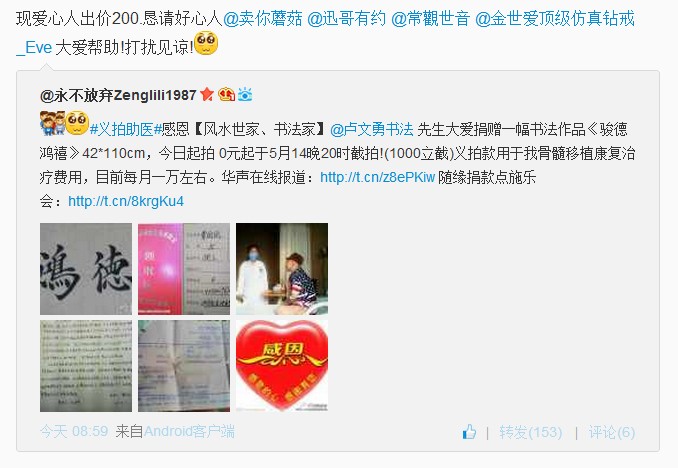 现爱心人出价200.恳请好心人@卖你蘑菇 @迅哥有约 @常觀世音 @金世爱顶级仿真钻戒
_Eve 大爱帮助!打扰见谅!
@永不放弃Zenglili1987
#义拍助医#感恩【风水世家、书法家】@卢文勇书法 先生大爱捐赠一幅书法作品《骏德
鸿禧》42*110cm，今日起拍 0元起于5月14晚20时截拍!(1000立截)义拍款用于我骨髓移植康复治
疗费用，目前每月一万左右。华声在线报道：http://t.cn/z8ePKiw 随缘捐款点施乐
会：http://t.cn/8krgKu4
鴻 德
感恩
今天 08:59 来自Android客户端
转发(153) | 评论(6)